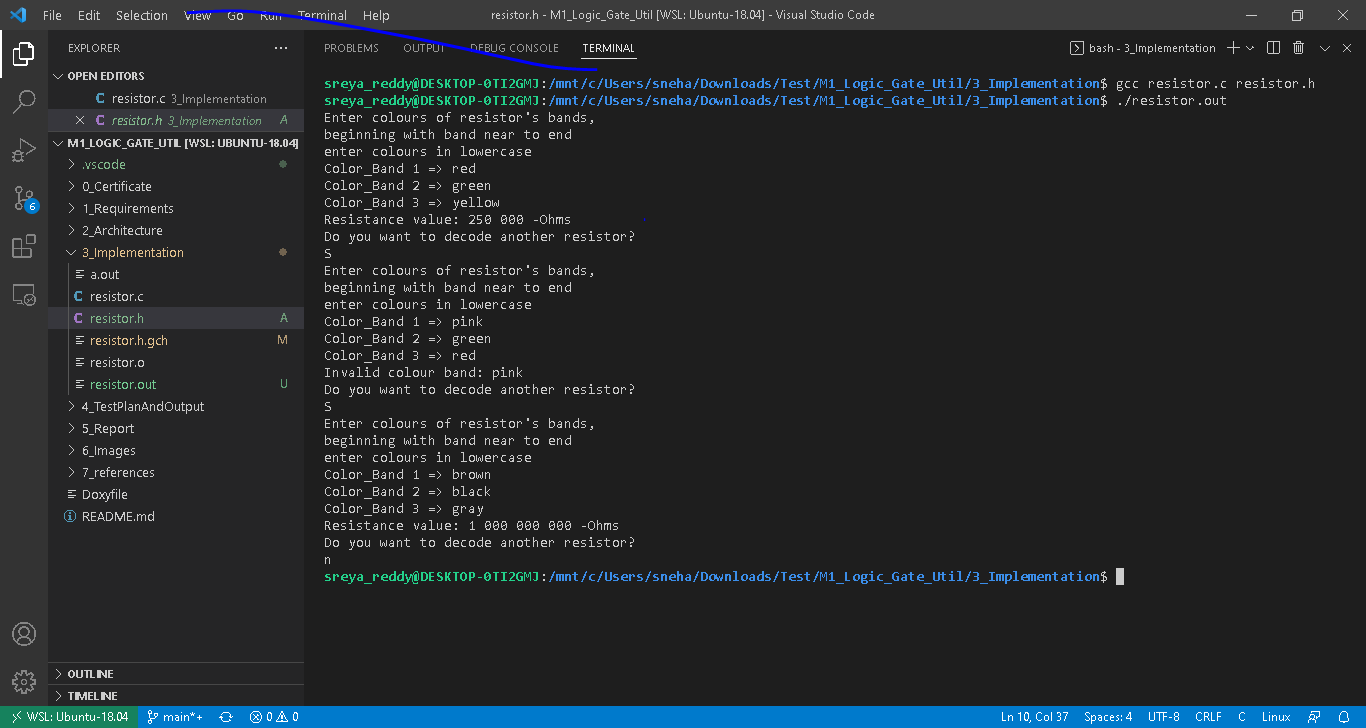 File Edit Selection View Go Run Terminal Help
resistor.h - M1_Logic_Gate_Util [WSL: Ubuntu-18.04] - Visual Studio Code
EXPLORER
OPEN EDITORS
resistor.c 3_Implementation
resistor.h 3_Implementation A
M1_LOGIC_GATE_UTIL [WSL: UBUNTU-18.04]
.vscode
0_Certificate
1_Requirements
2_Architecture
3_Implementation
a.out
resistor.c
resistor.h A
resistor.h.gch M
resistor.o
resistor.out U
4_TestPlanAndOutput
5_Report
6_Images
7_references
Doxyfile
README.md
OUTLINE
TIMELINE
6
PROBLEMS OUTPUT DEBUG CONSOLE TERMINAL
bash - 3_Implementation
sreya_reddy@DESKTOP-0TI2GMJ:/mnt/c/Users/sneha/Downloads/Test/M1_Logic_Gate_Util/3_Implementation$ gcc resistor.c resistor.h
sreya_reddy@DESKTOP-0TI2GMJ:/mnt/c/Users/sneha/Downloads/Test/M1_Logic_Gate_Util/3_Implementation$ ./resistor.out
Enter colours of resistor's bands,
beginning with band near to end
enter colours in lowercase
Color_Band 1 => red
Color_Band 2 => green
Color_Band 3 => yellow
Resistance value: 250 000 -Ohms
Do you want to decode another resistor?
S
Enter colours of resistor's bands,
beginning with band near to end
enter colours in lowercase
Color_Band 1 => pink
Color_Band 2 => green
Color_Band 3 => red
Invalid colour band: pink
Do you want to decode another resistor?
S
Enter colours of resistor's bands,
beginning with band near to end
enter colours in lowercase
Color_Band 1 => brown
Color_Band 2 => black
Color_Band 3 => gray
Resistance value: 1 000 000 000 -Ohms
Do you want to decode another resistor?
n
sreya_reddy@DESKTOP-0TI2GMJ:/mnt/c/Users/sneha/Downloads/Test/M1_Logic_Gate_Util/3_Implementation$
WSL: Ubuntu-18.04 main*+ 0 0 Ln 10, Col 37 Spaces: 4 UTF-8 CRLF C Linux